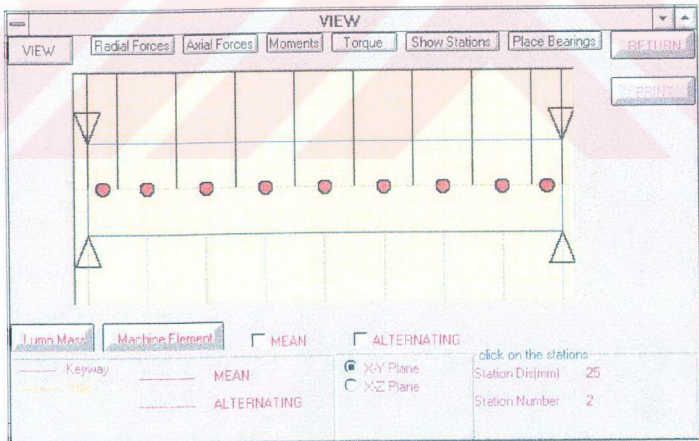 VIEW
VIEW Radial Forces Axial Forces Moments Torque Show Stations Place Bearings RETURN
PRINT
Lump Mass Machine Element MEAN ALTERNATING
click on the stations
Keyway MEAN X-Y Plane Station Dis(mm) 25
X-Z Plane
ALTERNATING Station Number 2